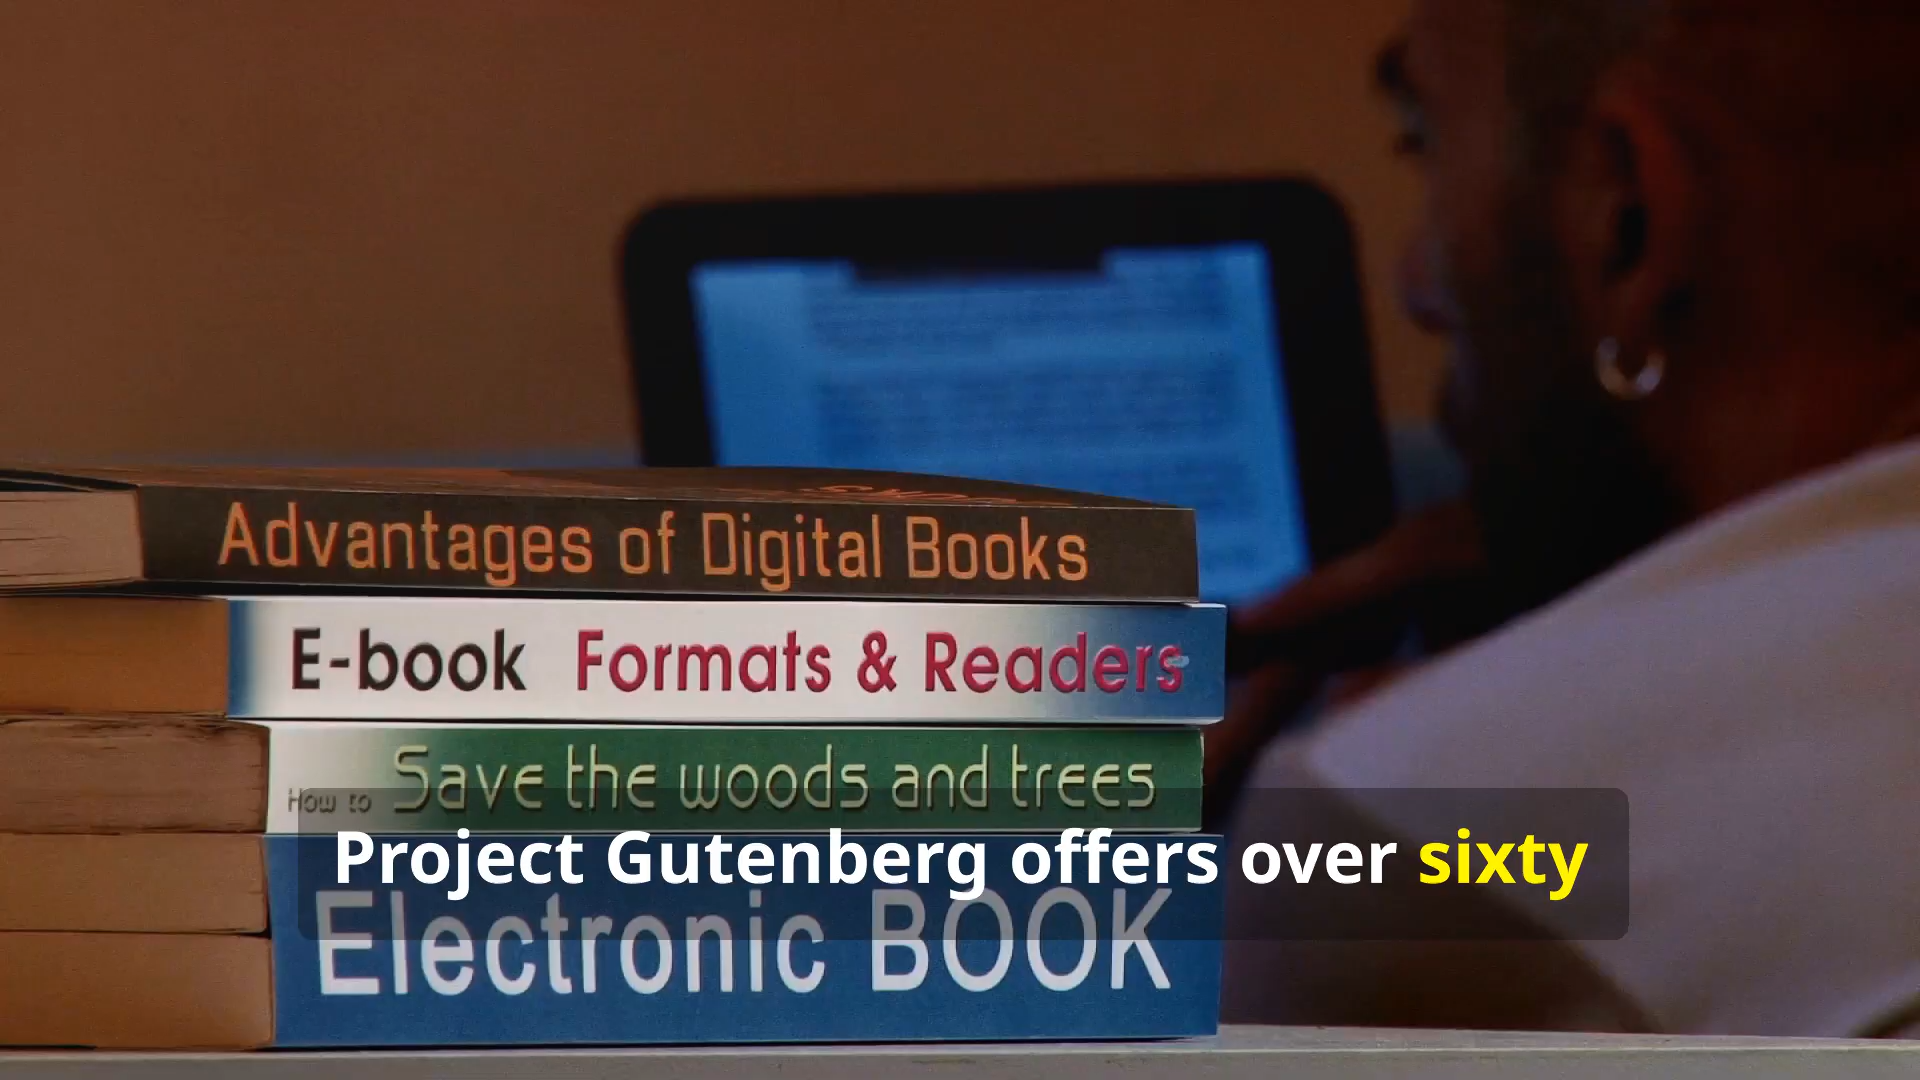 Advantages of Digital Books
E-book Formats & Readers
How to Save the woods and trees
Project Gutenberg offers over sixty
Electronic BOOK